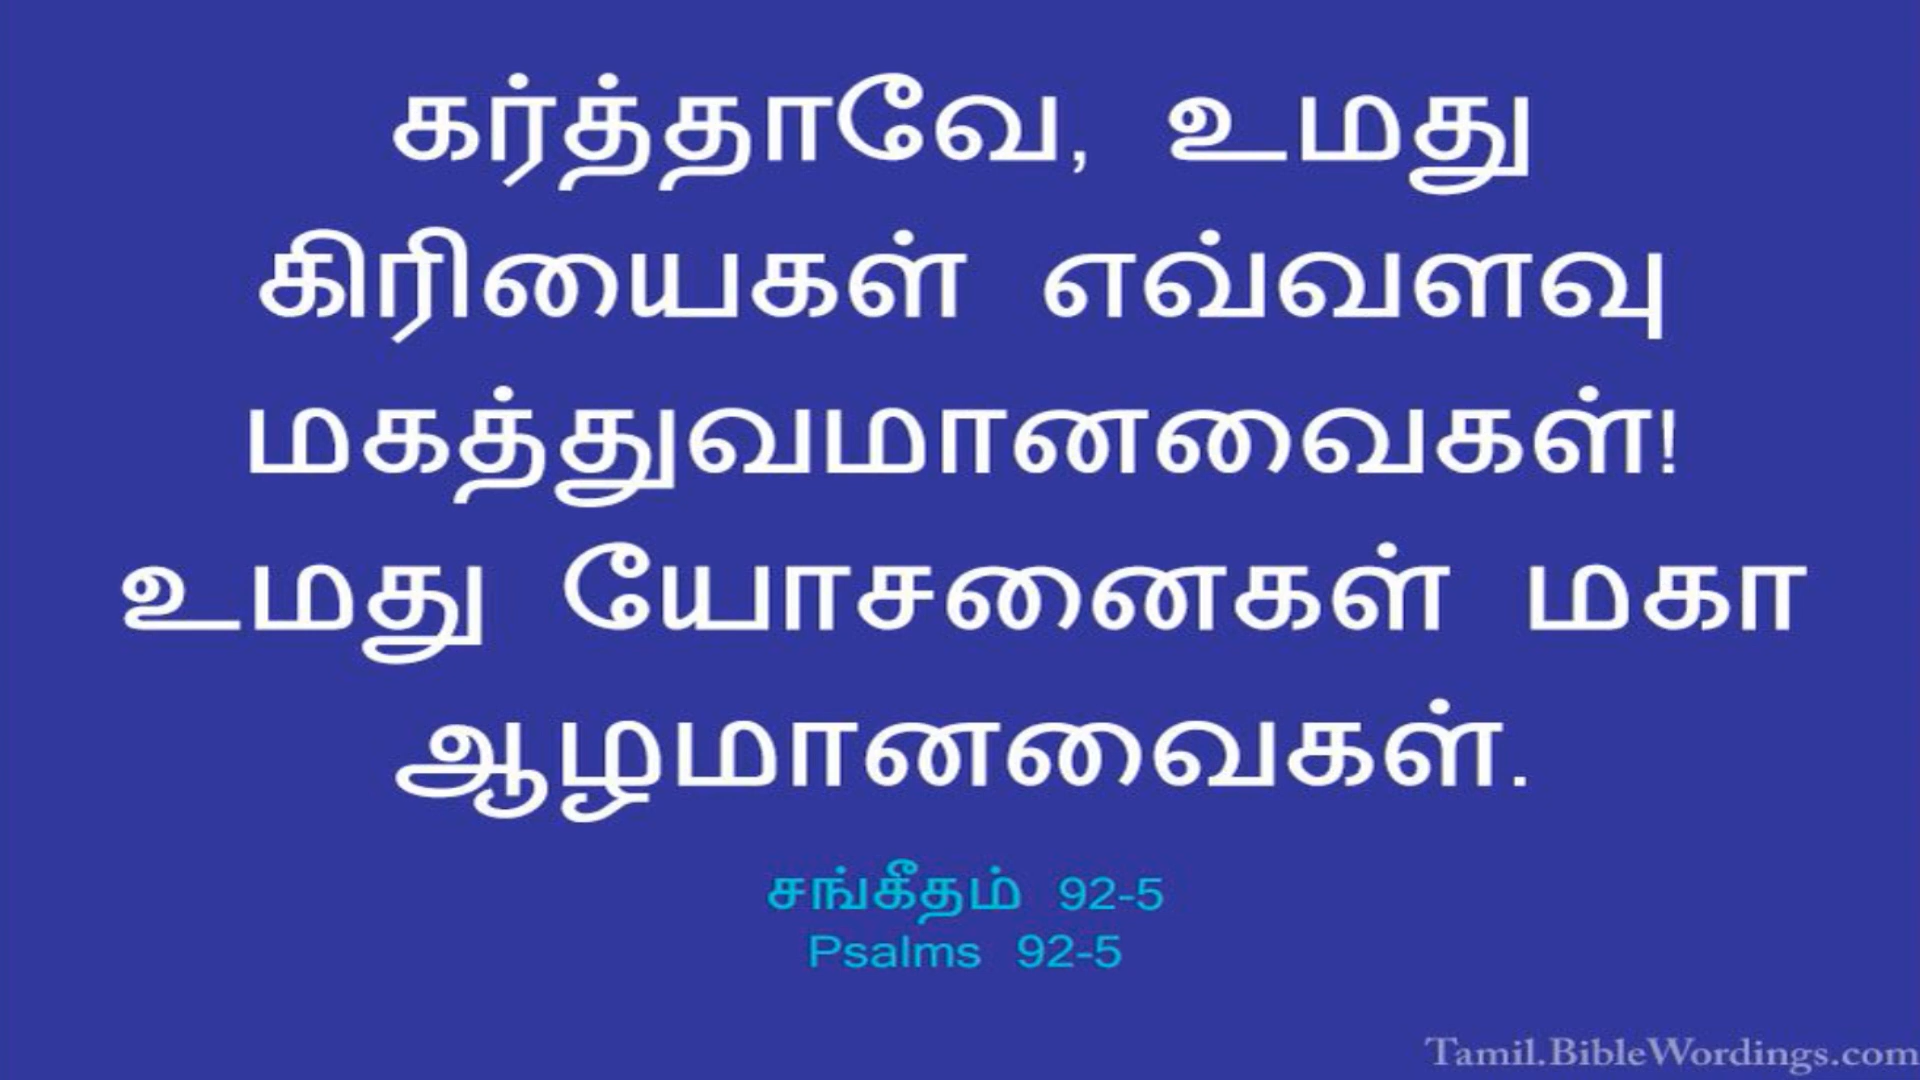 கர்த்தாவே, உமது
கிரியைகள் எவ்வளவு
மகத்துவமானவைகள்!
உமது யோசனைகள் மகா
ஆழமானவைகள்.
சங்கீதம் 92-5
Psalms 92-5
Tamil.BibleWordings.com